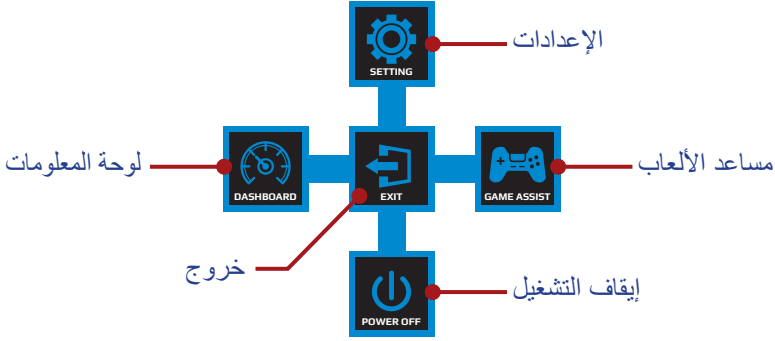 الإعدادات
SETTING
مساعد الألعاب
لوحة المعلومات
DASHBOARD
EXIT
GAME ASSIST
خروج
إيقاف التشغيل
POWER OFF